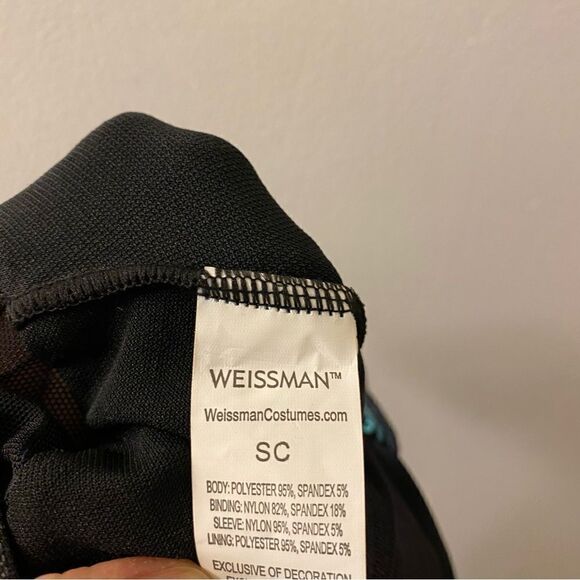 WEISSMAN™
WeissmanCostumes.com
SC
BODY: POLYESTER 95%, SPANDEX 5%
BINDING: NYLON 82%, SPANDEX 18%
SLEEVE: NYLON 95%, SPANDEX 5%
LINING: POLYESTER 95%, SPANDEX 5%
EXCLUSIVE OF DECORATION